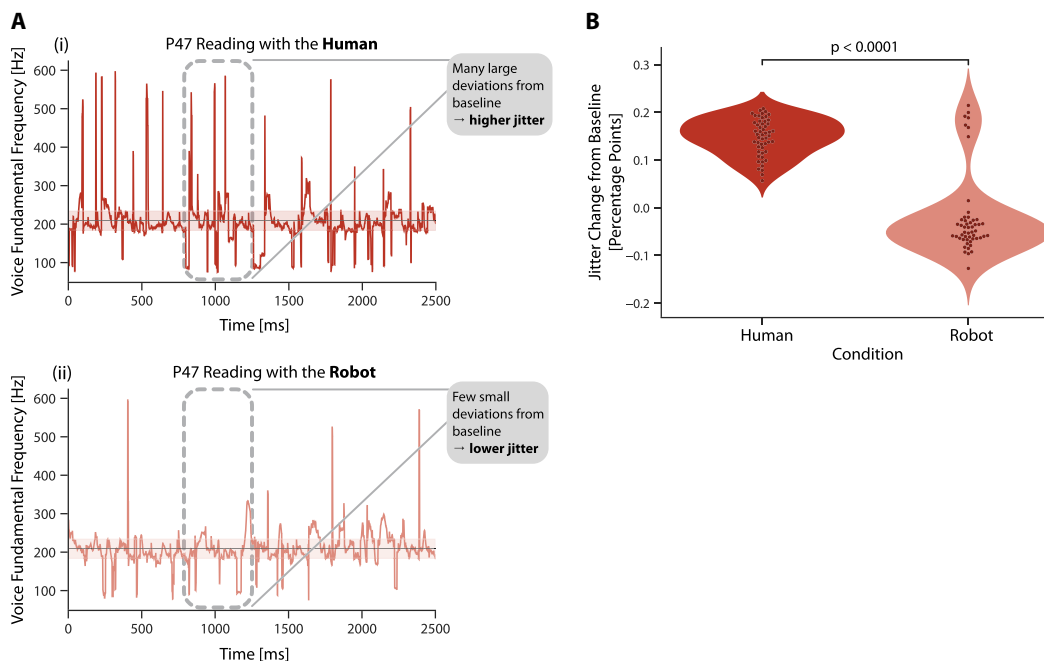 A
(i)
P47 Reading with the Human
Voice Fundamental Frequency [Hz]
600
500
400
300
200
100
0
500
1000
1500
2000
2500
Time [ms]
Many large
deviations from
baseline
→ higher jitter
(ii)
P47 Reading with the Robot
Voice Fundamental Frequency [Hz]
600
500
400
300
200
100
0
500
1000
1500
2000
2500
Time [ms]
Few small
deviations from
baseline
→ lower jitter
B
p < 0.0001
Jitter Change from Baseline
[Percentage Points]
0.3
0.2
0.1
0.0
−0.1
−0.2
Human
Robot
Condition